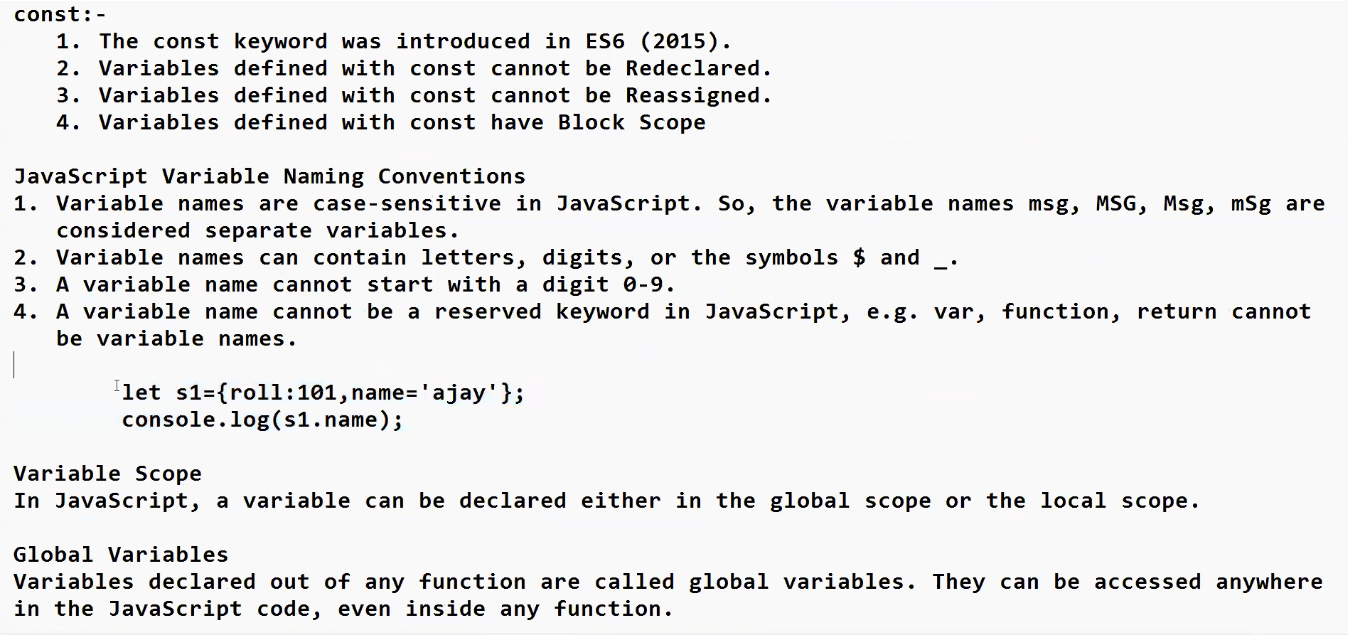 const:-
1. The const keyword was introduced in ES6 (2015).
2. Variables defined with const cannot be Redeclared.
3. Variables defined with const cannot be Reassigned.
4. Variables defined with const have Block Scope
JavaScript Variable Naming Conventions
1. Variable names are case-sensitive in JavaScript. So, the variable names msg, MSG, Msg, mSg are
considered separate variables.
2. Variable names can contain letters, digits, or the symbols $ and _.
3. A variable name cannot start with a digit 0-9.
4. A variable name cannot be a reserved keyword in JavaScript, e.g. var, function, return cannot
be variable names.
let s1={roll:101,name='ajay'};
console.log(s1.name);
Variable Scope
In JavaScript, a variable can be declared either in the global scope or the local scope.
Global Variables
Variables declared out of any function are called global variables. They can be accessed anywhere
in the JavaScript code, even inside any function.